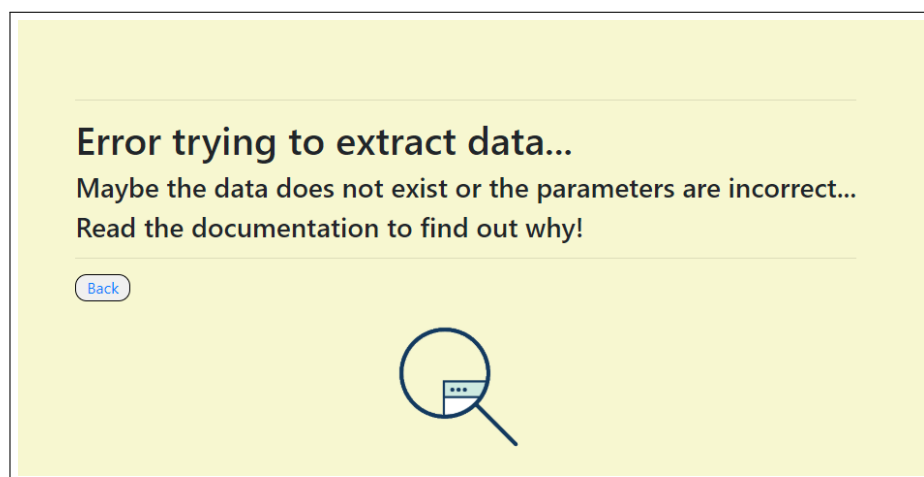 Error trying to extract data...
Maybe the data does not exist or the parameters are incorrect...
Read the documentation to find out why!
Back